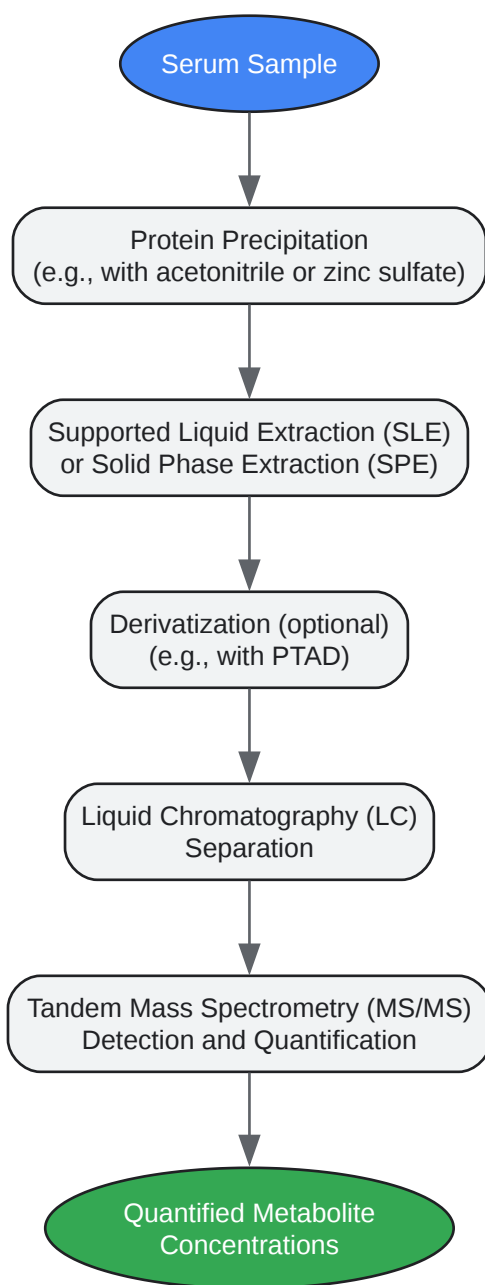 Serum Sample
Protein Precipitation
(e.g., with acetonitrile or zinc sulfate)
Supported Liquid Extraction (SLE)
or Solid Phase Extraction (SPE)
Derivatization (optional)
(e.g., with PTAD)
Liquid Chromatography (LC)
Separation
Tandem Mass Spectrometry (MS/MS)
Detection and Quantification
Quantified Metabolite
Concentrations